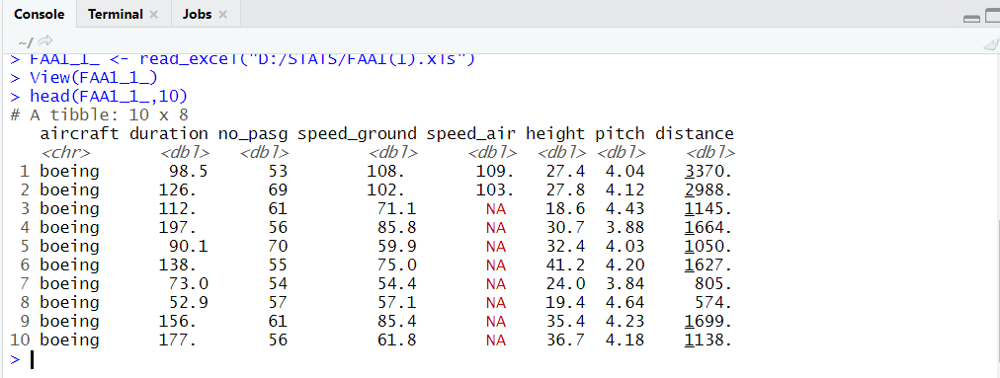 Console Terminal × Jobs ×
~/
> FAA1_1_ <- read_excel("D:/STATS/FAA1(1).xls")
> View(FAA1_1_)
> head(FAA1_1_,10)
# A tibble: 10 x 8
aircraft duration no_pasg speed_ground speed_air height pitch distance
<chr> <dbl> <dbl> <dbl> <dbl> <dbl> <dbl> <dbl>
1 boeing 98.5 53 108. 109. 27.4 4.04 3370.
2 boeing 126. 69 102. 103. 27.8 4.12 2988.
3 boeing 112. 61 71.1 NA 18.6 4.43 1145.
4 boeing 197. 56 85.8 NA 30.7 3.88 1664.
5 boeing 90.1 70 59.9 NA 32.4 4.03 1050.
6 boeing 138. 55 75.0 NA 41.2 4.20 1627.
7 boeing 73.0 54 54.4 NA 24.0 3.84 805.
8 boeing 52.9 57 57.1 NA 19.4 4.64 574.
9 boeing 156. 61 85.4 NA 35.4 4.23 1699.
10 boeing 177. 56 61.8 NA 36.7 4.18 1138.
>